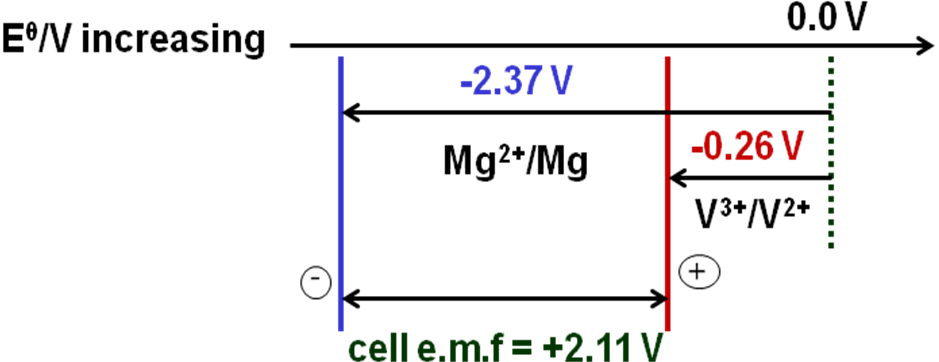 0.0 V
Eᶿ/V increasing
-2.37 V
-0.26 V
Mg²⁺/Mg
V³⁺/V²⁺
- +
cell e.m.f = +2.11 V